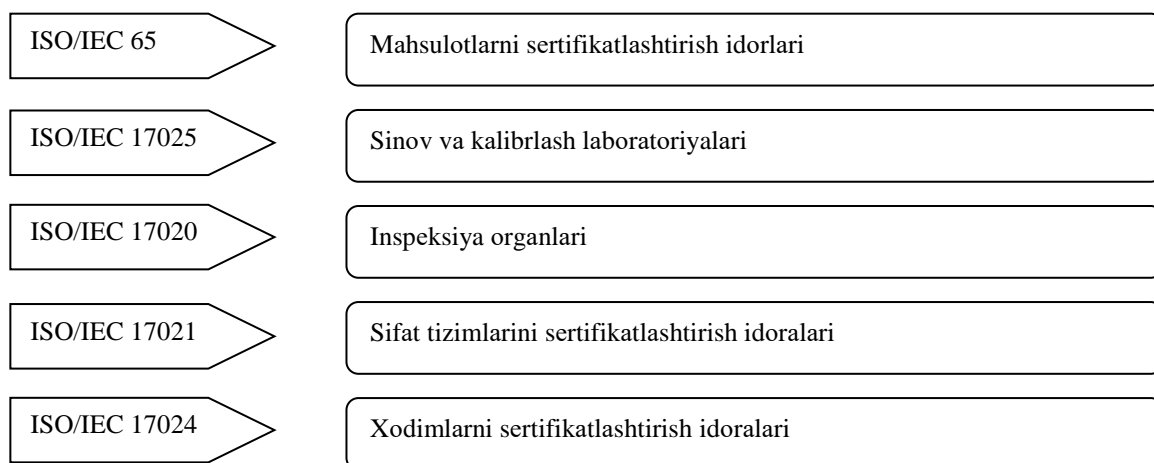 ISO/IEC 65
Mahsulotlarni sertifikatlashtirish idorlari
ISO/IEC 17025
Sinov va kalibrlash laboratoriyalari
ISO/IEC 17020
Inspeksiya organlari
ISO/IEC 17021
Sifat tizimlarini sertifikatlashtirish idoralari
ISO/IEC 17024
Xodimlarni sertifikatlashtirish idoralari